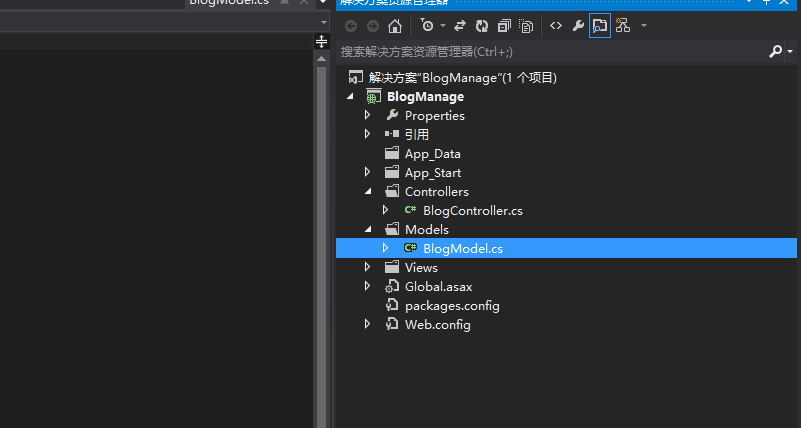 BlogModel.cs
解决方案资源管理器
搜索解决方案资源管理器(Ctrl+;)
解决方案"BlogManage"(1 个项目)
BlogManage
Properties
引用
App_Data
App_Start
Controllers
C# BlogController.cs
Models
C# BlogModel.cs
Views
Global.asax
packages.config
Web.config